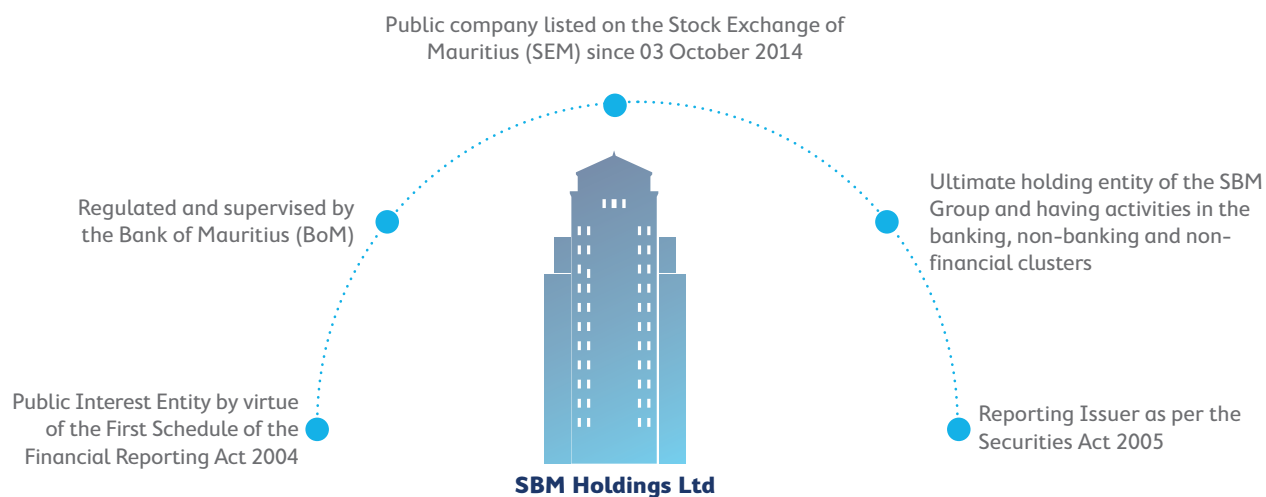 Public company listed on the Stock Exchange of
Mauritius (SEM) since 03 October 2014
Regulated and supervised by
the Bank of Mauritius (BoM)
Ultimate holding entity of the SBM
Group and having activities in the
banking, non-banking and non-
financial clusters
Public Interest Entity by virtue
of the First Schedule of the
Financial Reporting Act 2004
Reporting Issuer as per the
Securities Act 2005
SBM Holdings Ltd